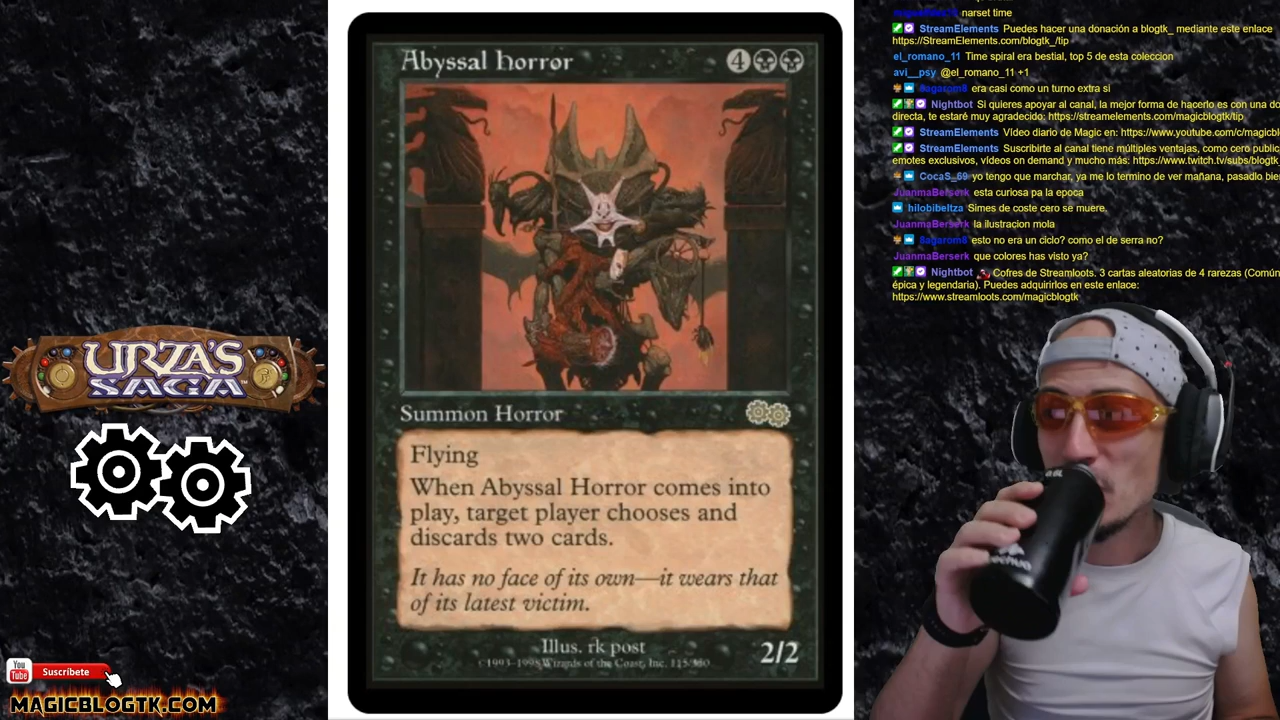 URZA'S
SAGA
You
Tube
Suscríbete
MAGICBLOGTK.COM
Abyssal Horror
4
Summon Horror
Flying
When Abyssal Horror comes into
play, target player chooses and
discards two cards.
It has no face of its own—it wears that
of its latest victim.
Illus. rk post
2/2
narset time
StreamElements Puedes hacer una donación a blogtk_ mediante este enlace
https://StreamElements.com/blogtk_/tip
el_romano_11 Time spiral era bestial, top 5 de esta coleccion
avi__psy @el_romano_11 +1
era casi como un turno extra si
Nightbot Si quieres apoyar al canal, la mejor forma de hacerlo es con una do
directa, te estaré muy agradecido: https://streamelements.com/magicblogtk/tip
StreamElements Vídeo diario de Magic en: https://www.youtube.com/c/magicbl
StreamElements Suscribirte al canal tiene múltiples ventajas, como cero public
emotes exclusivos, vídeos on demand y mucho más: https://www.twitch.tv/subs/blogtk_
CocaS_69 yo tengo que marchar, ya me lo termino de ver mañana, pasadlo bie
JuanmaBerserk esta curiosa pa la epoca
hilobibeltza Simes de coste cero se muere.
JuanmaBerserk la ilustracion mola
esto no era un ciclo? como el de serra no?
JuanmaBerserk que colores has visto ya?
Nightbot Cofres de Streamloots. 3 cartas aleatorias de 4 rarezas (Común
épica y legendaria). Puedes adquirirlos en este enlace:
https://www.streamloots.com/magicblogtk